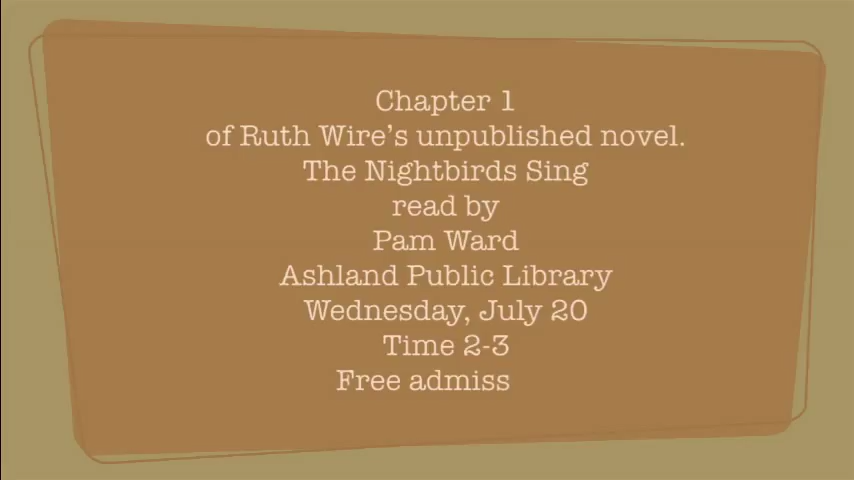 Chapter 1
of Ruth Wire’s unpublished novel.
The Nightbirds Sing
read by
Pam Ward
Ashland Public Library
Wednesday, July 20
Time 2-3
Free admiss